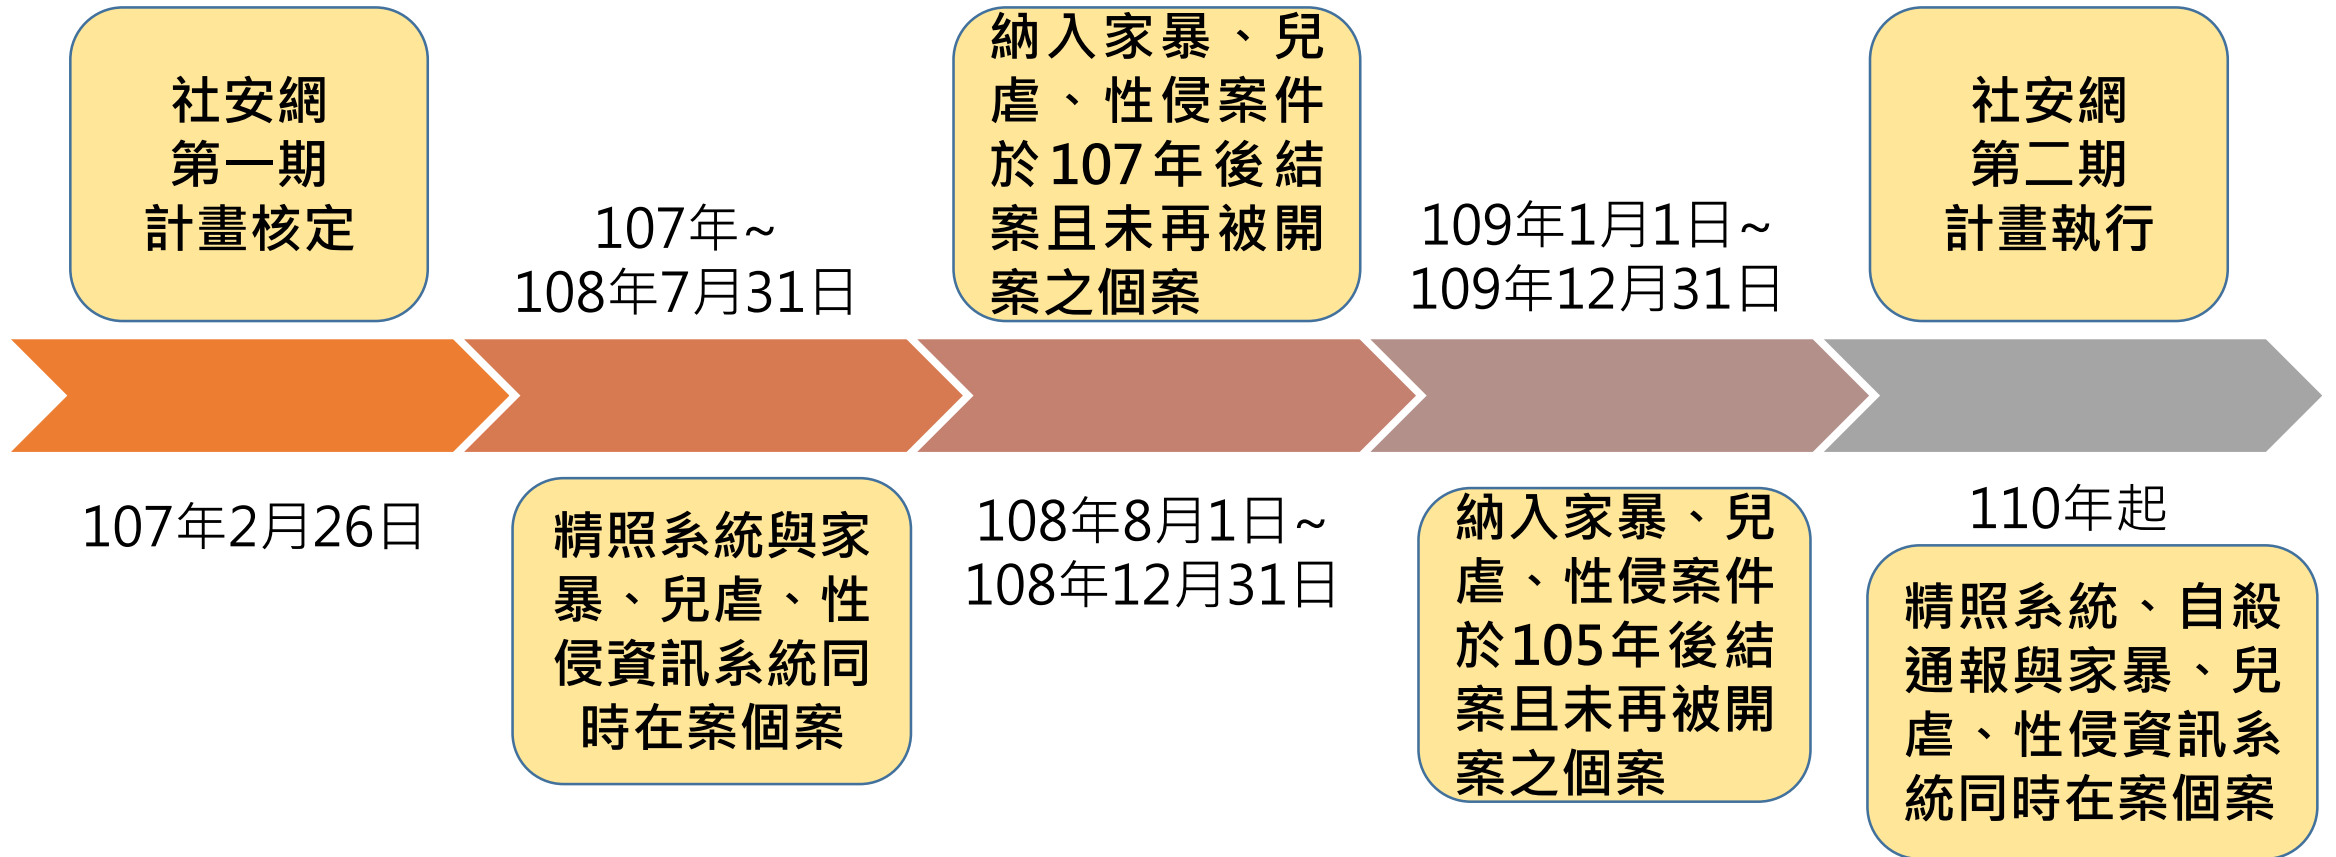 社安網
第一期
計畫核定
107年2月26日
107年~
108年7月31日
精照系統與家
暴、兒虐、性
侵資訊系統同
時在案個案
納入家暴、兒
虐、性侵案件
於107年後結
案且未再被開
案之個案
108年8月1日~
108年12月31日
109年1月1日~
109年12月31日
納入家暴、兒
虐、性侵案件
於105年後結
案且未再被開
案之個案
社安網
第二期
計畫執行
110年起
精照系統、自殺
通報與家暴、兒
虐、性侵資訊系
統同時在案個案